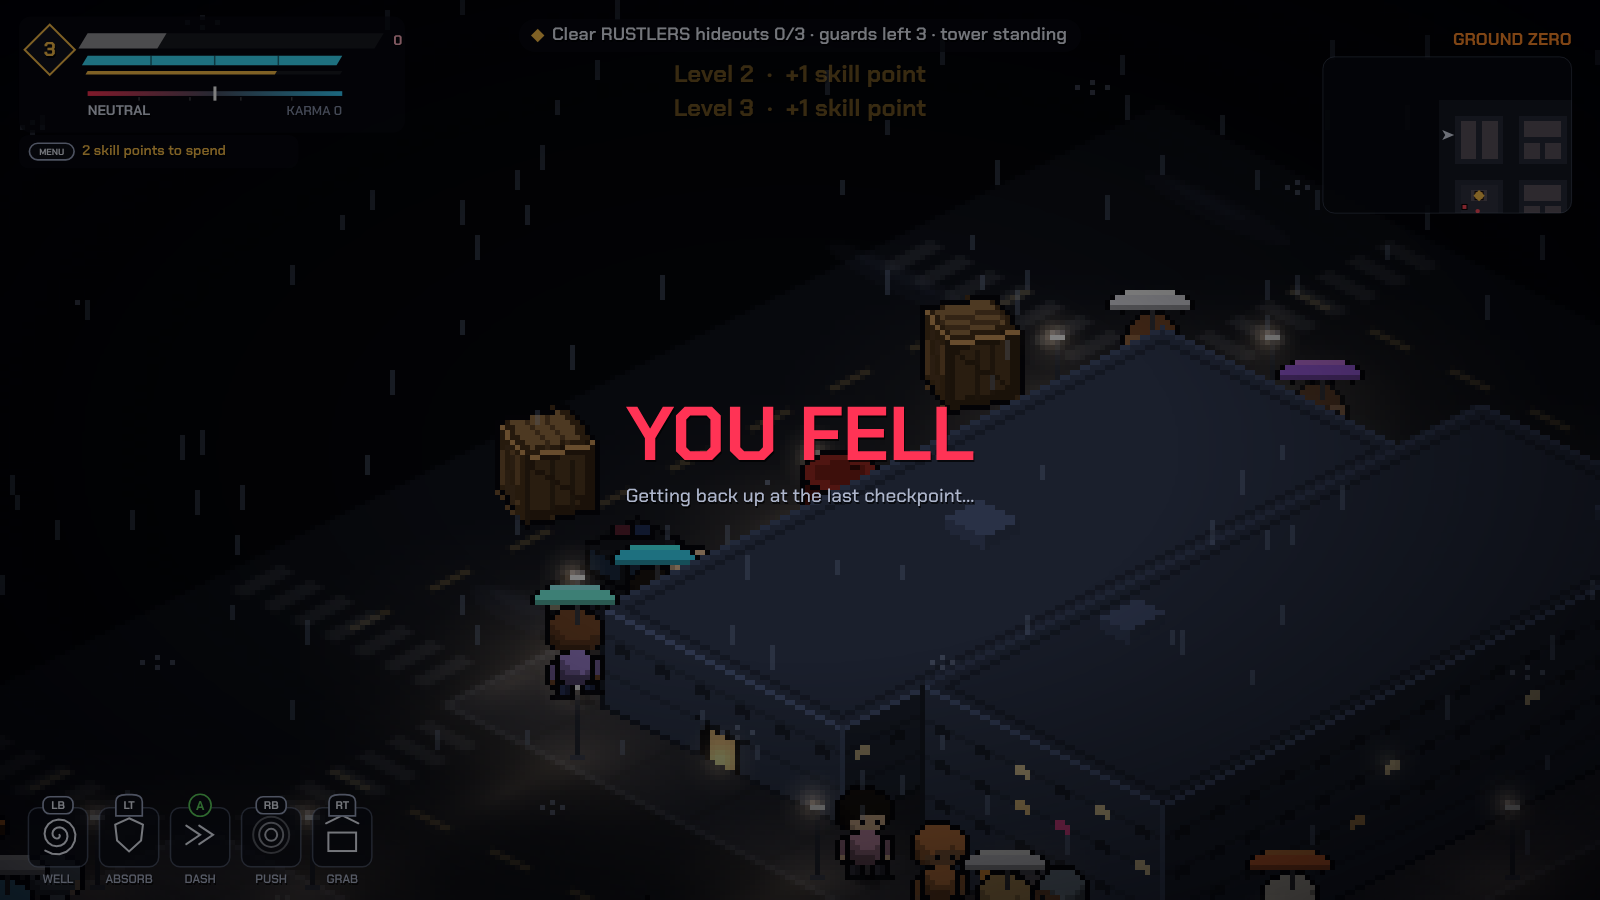 3
0
NEUTRAL
KARMA 0
MENU
2 skill points to spend
Clear RUSTLERS hideouts 0/3 · guards left 3 · tower standing
Level 2 · +1 skill point
Level 3 · +1 skill point
GROUND ZERO
YOU FELL
Getting back up at the last checkpoint...
LB
LT
A
RB
RT
WELL
ABSORB
DASH
PUSH
GRAB